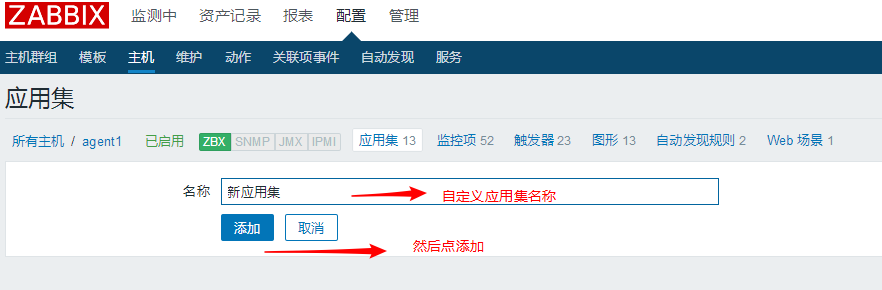 ZABBIX 监测中 资产记录 报表 配置 管理
主机群组 模板 主机 维护 动作 关联项事件 自动发现 服务
应用集
所有主机 / agent1 已启用 ZBX SNMP JMX IPMI 应用集 13 监控项 52 触发器 23 图形 13 自动发现规则 2 Web 场景 1
名称 新应用集 自定义应用集名称
添加 取消
然后点添加